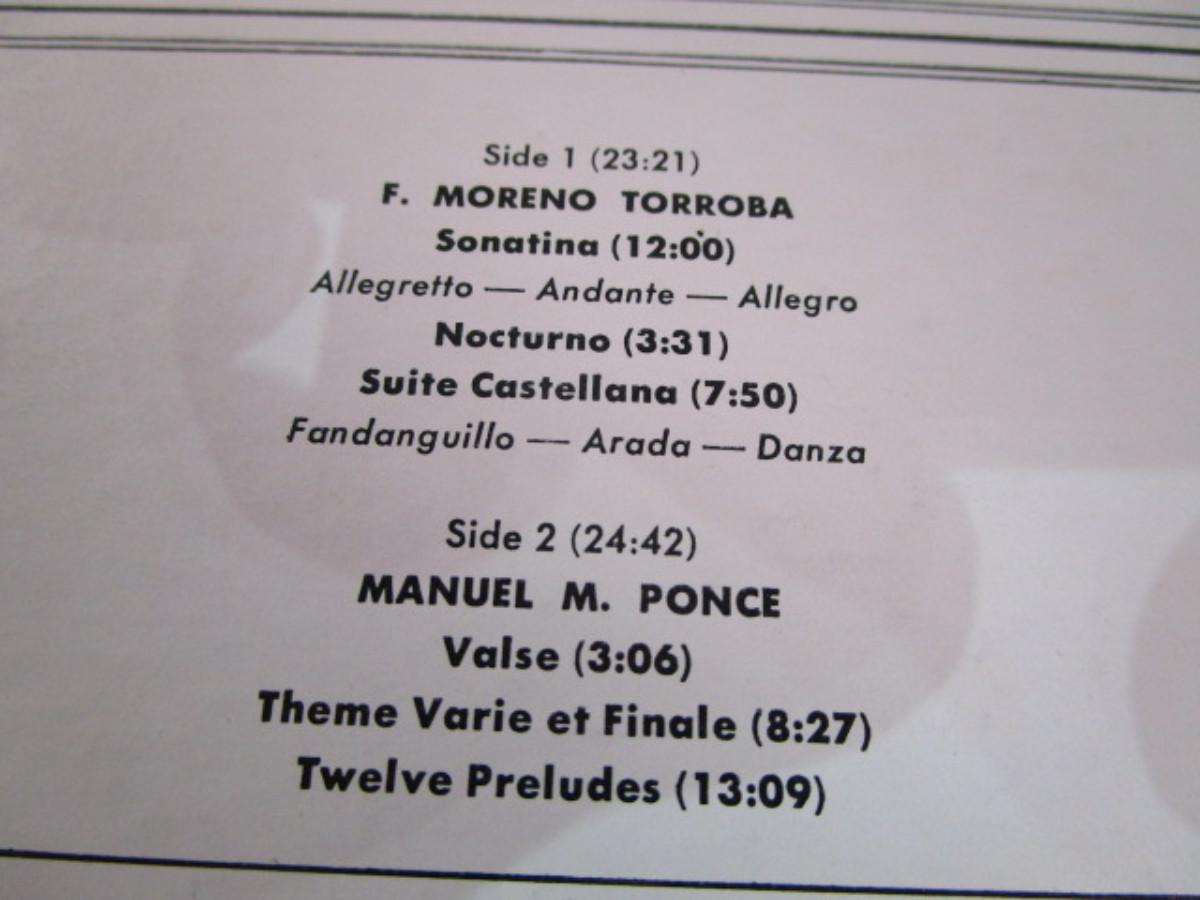 Side 1 (23:21)
F. MORENO TORROBA
Sonatina (12:00)
Allegretto — Andante — Allegro
Nocturno (3:31)
Suite Castellana (7:50)
Fandanguillo — Arada — Danza
Side 2 (24:42)
MANUEL M. PONCE
Valse (3:06)
Theme Varie et Finale (8:27)
Twelve Preludes (13:09)